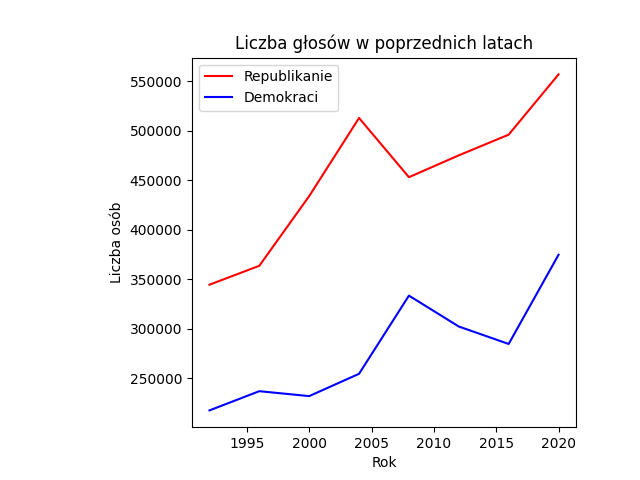 Liczba głosów w poprzednich latach
Republikanie
Demokraci
550000
500000
450000
400000
350000
300000
250000
Liczba osób
1995 2000 2005 2010 2015 2020
Rok